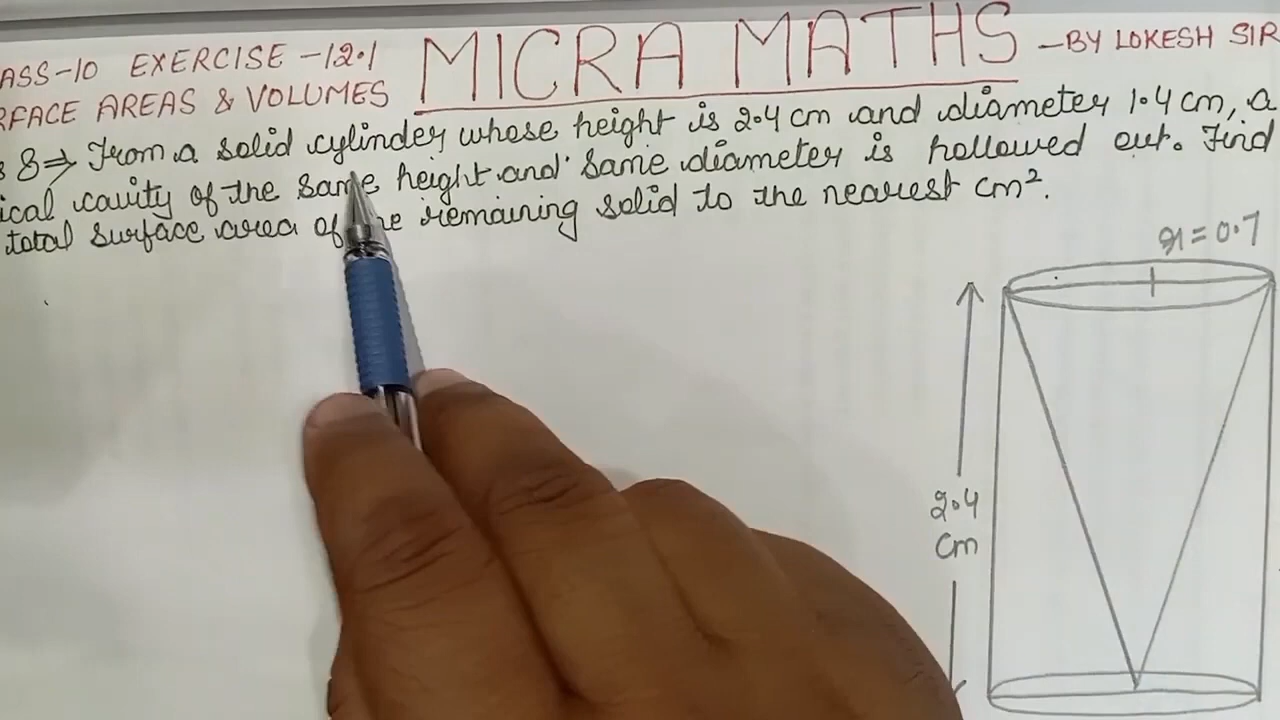 ASS-10 EXERCISE -12.1 MICRA MATHS -BY LOKESH SIR
RFACE AREAS & VOLUMES
8⇒ From a solid cylinder whose height is 2.4 cm and diameter 1.4 cm, a
ical cavity of the same height and same diameter is hollowed out. Find
total surface area of remaining solid to the nearest cm².
r = 0.7
2.4
cm